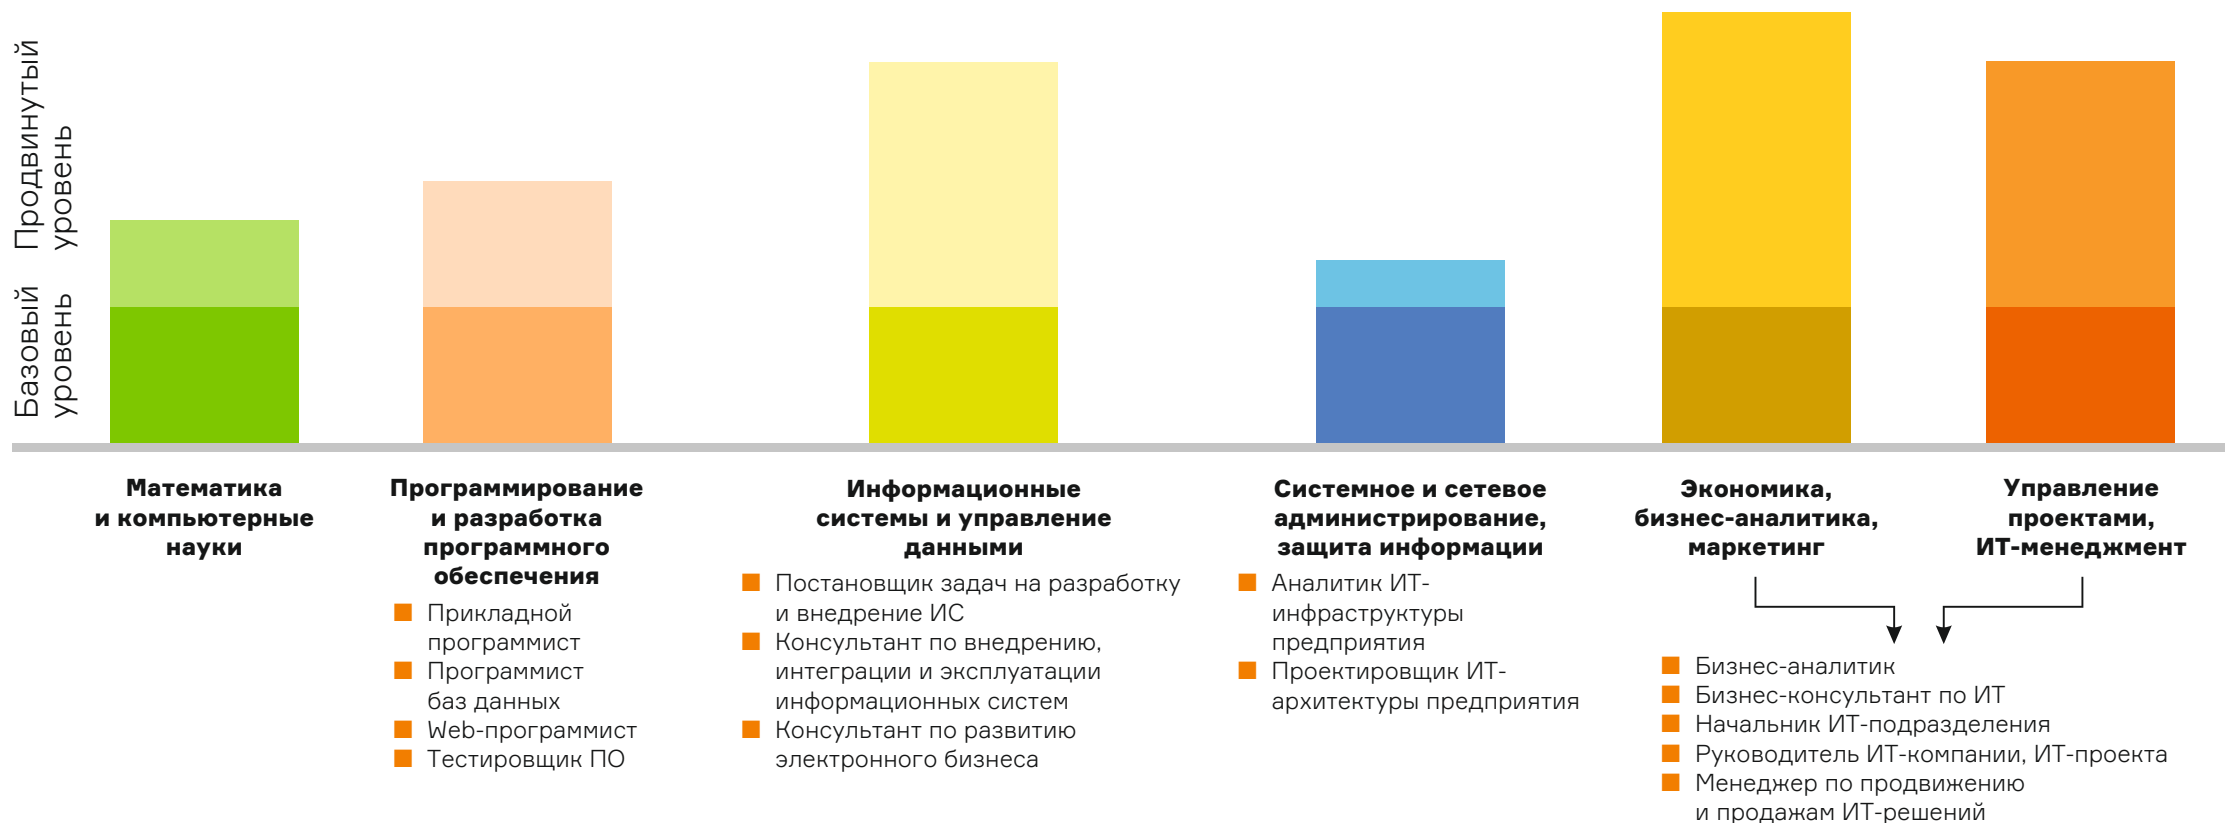 Продвинутый
уровень
Базовый
уровень
Математика
и компьютерные
науки
Программирование
и разработка
программного
обеспечения
Прикладной
программист
Программист
баз данных
Web-программист
Тестировщик ПО
Информационные
системы и управление
данными
Постановщик задач на разработку
и внедрение ИС
Консультант по внедрению,
интеграции и эксплуатации
информационных систем
Консультант по развитию
электронного бизнеса
Системное и сетевое
администрирование,
защита информации
Аналитик ИТ-
инфраструктуры
предприятия
Проектировщик ИТ-
архитектуры предприятия
Экономика,
бизнес-аналитика,
маркетинг
Управление
проектами,
ИТ-менеджмент
Бизнес-аналитик
Бизнес-консультант по ИТ
Начальник ИТ-подразделения
Руководитель ИТ-компании, ИТ-проекта
Менеджер по продвижению
и продажам ИТ-решений